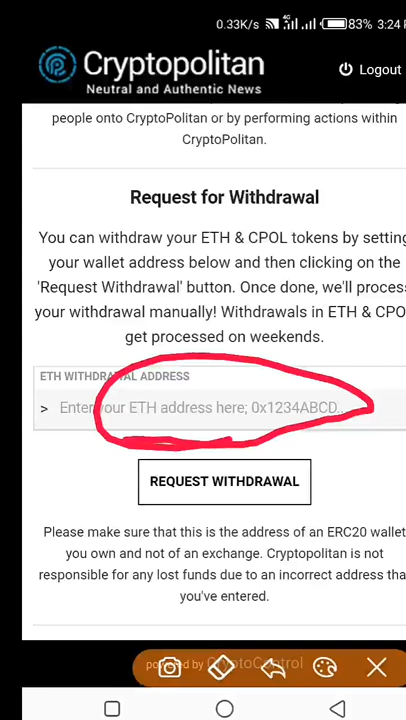 0.33K/s 4G 83% 3:24 P
Cryptopolitan
Neutral and Authentic News
Logout
people onto CryptoPolitan or by performing actions within
CryptoPolitan.
Request for Withdrawal
You can withdraw your ETH & CPOL tokens by setting
your wallet address below and then clicking on the
'Request Withdrawal' button. Once done, we'll proces
your withdrawal manually! Withdrawals in ETH & CPO
get processed on weekends.
ETH WITHDRAWAL ADDRESS
> Enter your ETH address here; 0x1234ABCD...
REQUEST WITHDRAWAL
Please make sure that this is the address of an ERC20 wallet
you own and not of an exchange. Cryptopolitan is not
responsible for any lost funds due to an incorrect address tha
you've entered.
powered by CryptoControl